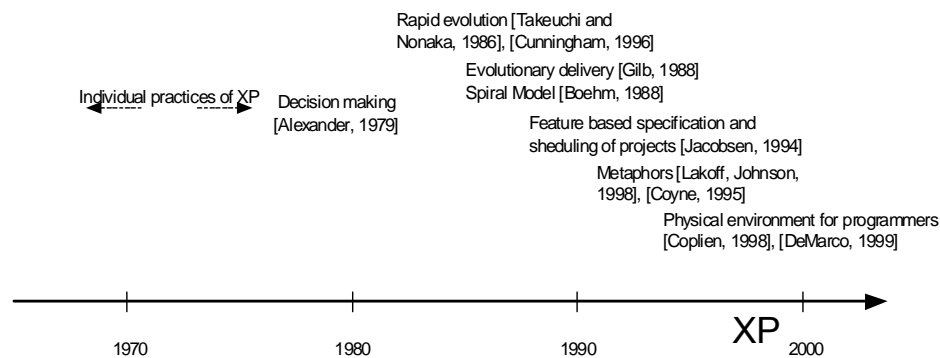 Rapid evolution [Takeuchi and
Nonaka, 1986], [Cunningham, 1996]
Evolutionary delivery [Gilb, 1988]
Spiral Model [Boehm, 1988]
Individual practices of XP
Decision making
[Alexander, 1979]
Feature based specification and
sheduling of projects [Jacobsen, 1994]
Metaphors [Lakoff, Johnson,
1998], [Coyne, 1995]
Physical environment for programmers
[Coplien, 1998], [DeMarco, 1999]
XP
1970
1980
1990
2000